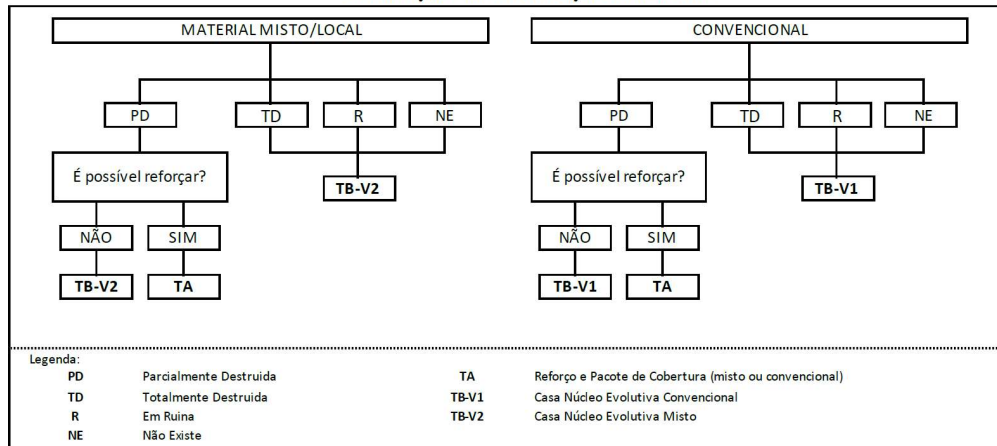 MATERIAL MISTO/LOCAL
PD TD R NE
É possível reforçar?
TB-V2
NÃO SIM
TB-V2 TA
CONVENCIONAL
PD TD R NE
É possível reforçar?
TB-V1
NÃO SIM
TB-V1 TA
Legenda:
PD Parcialmente Destruida
TD Totalmente Destruida
R Em Ruina
NE Não Existe
TA Reforço e Pacote de Cobertura (misto ou convencional)
TB-V1 Casa Núcleo Evolutiva Convencional
TB-V2 Casa Núcleo Evolutiva Misto